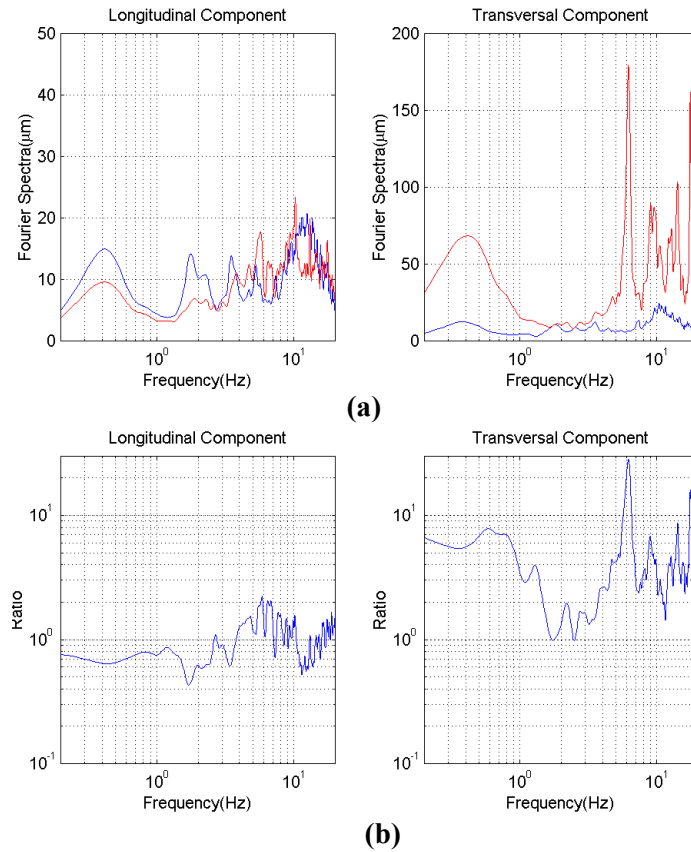 Longitudinal Component
Transversal Component
Fourier Spectra(μm)
50
40
30
20
10
0
10^0
10^1
Frequency(Hz)
Fourier Spectra(μm)
200
150
100
50
0
10^0
10^1
Frequency(Hz)
(a)
Longitudinal Component
Transversal Component
Ratio
10^1
10^0
10^-1
10^0
10^1
Frequency(Hz)
Ratio
10^1
10^0
10^-1
10^0
10^1
Frequency(Hz)
(b)